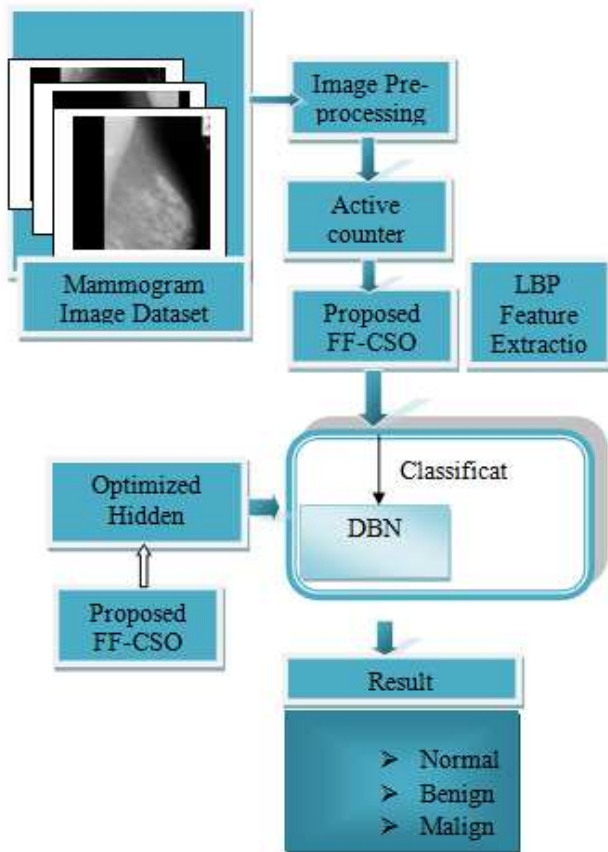 Mammogram
Image Dataset
Image Pre-
processing
Active
counter
Proposed
FF-CSO
LBP
Feature
Extractio
Classificat
DBN
Optimized
Hidden
Proposed
FF-CSO
Result
➤ Normal
➤ Benign
➤ Malign